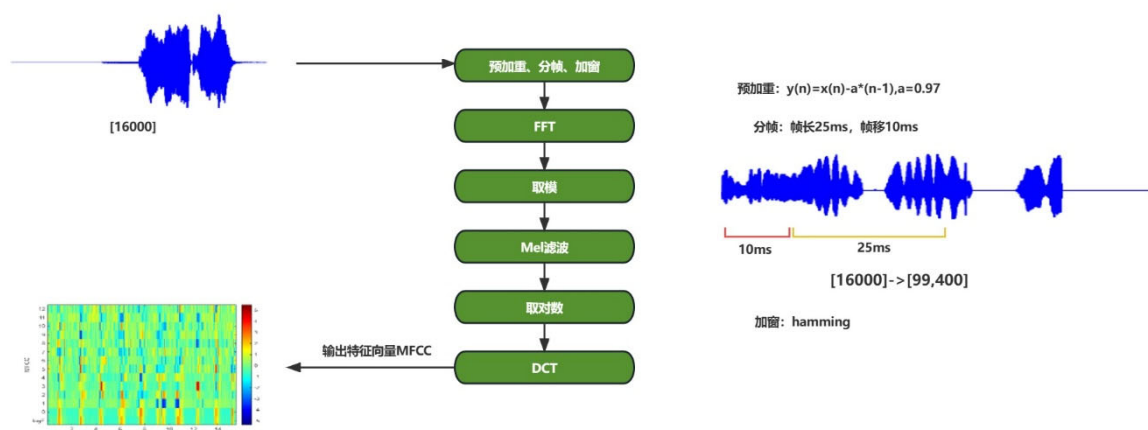 [16000]
预加重、分帧、加窗
FFT
取模
Mel滤波
取对数
DCT
输出特征向量MFCC
预加重：y(n)=x(n)-a*(n-1),a=0.97
分帧：帧长25ms，帧移10ms
10ms
25ms
[16000]->[99,400]
加窗：hamming